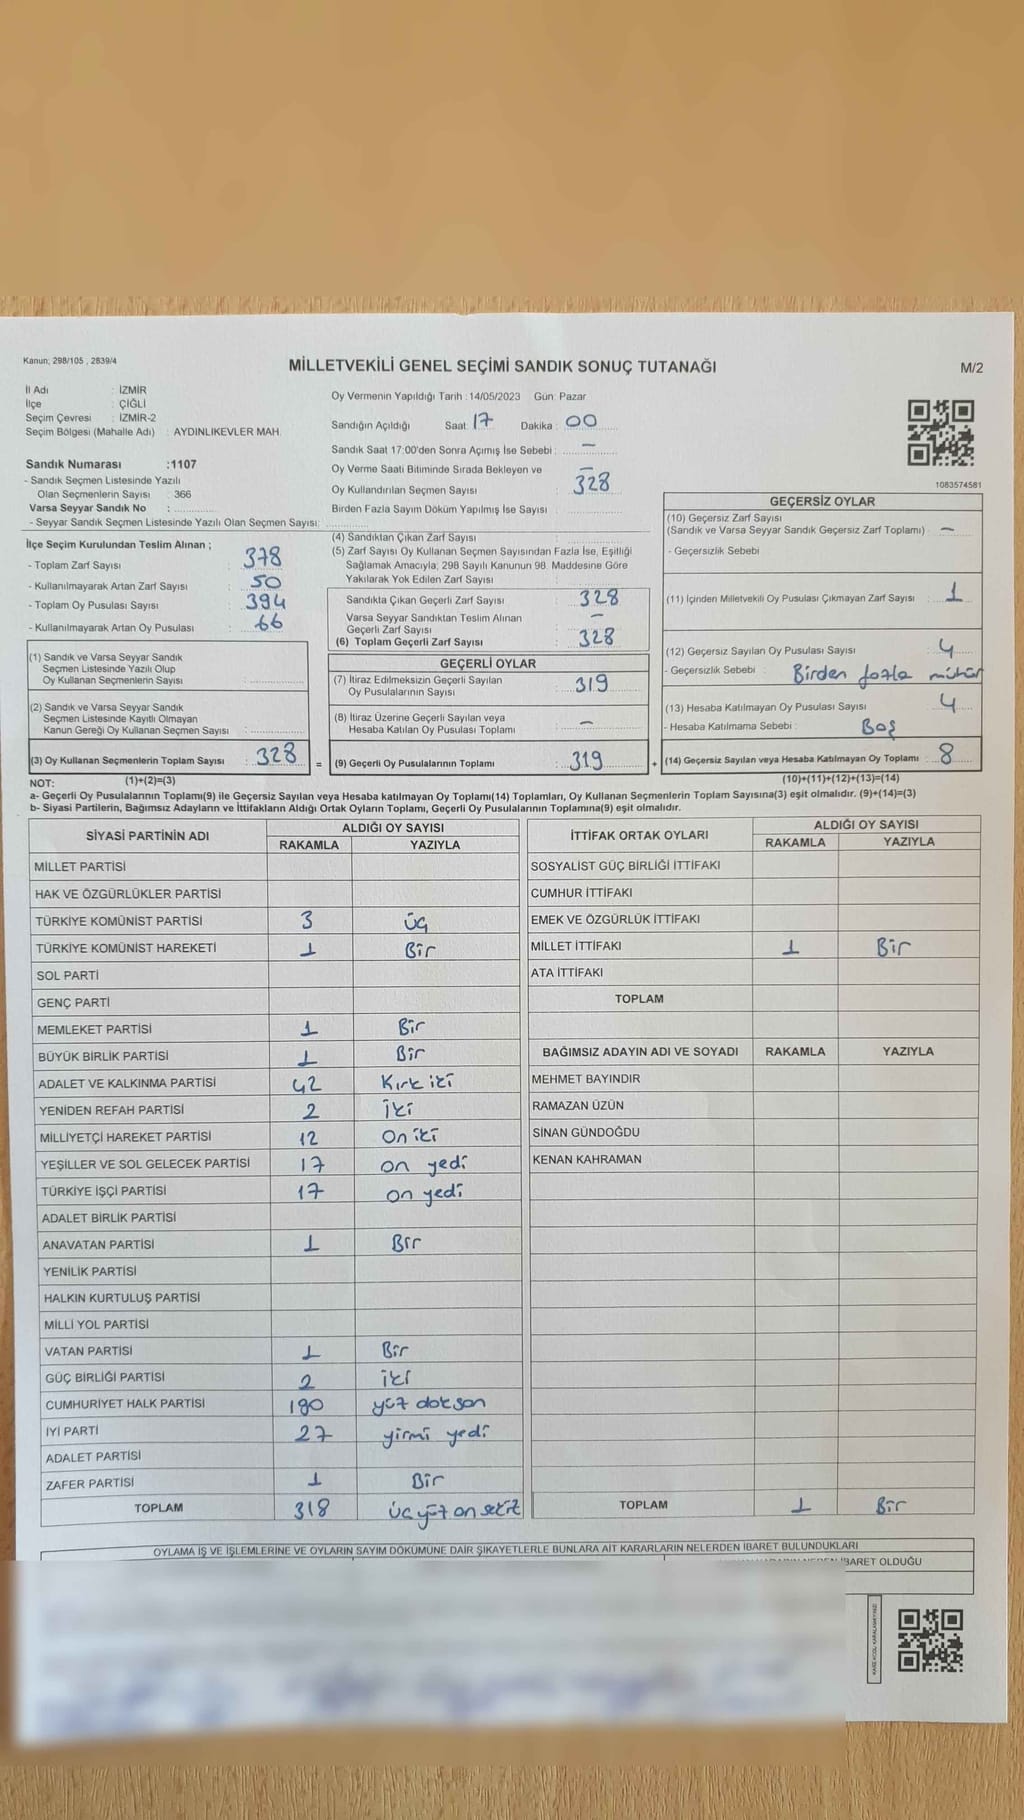 Kanun; 298/105 , 2839/4
MİLLETVEKİLİ GENEL SEÇİMİ SANDIK SONUÇ TUTANAĞI
M/2
İl Adı : İZMİR
İlçe : ÇİĞLİ
Seçim Çevresi : İZMİR-2
Seçim Bölgesi (Mahalle Adı) : AYDINLIKEVLER MAH.
Sandık Numarası :1107
- Sandık Seçmen Listesinde Yazılı
Olan Seçmenlerin Sayısı : 366
Varsa Seyyar Sandık No :
- Seyyar Sandık Seçmen Listesinde Yazılı Olan Seçmen Sayısı:
İlçe Seçim Kurulundan Teslim Alınan ;
- Toplam Zarf Sayısı : 378
- Kullanılmayarak Artan Zarf Sayısı : 50
- Toplam Oy Pusulası Sayısı : 394
- Kullanılmayarak Artan Oy Pusulası : 66
(1) Sandık ve Varsa Seyyar Sandık
Seçmen Listesinde Yazılı Olup
Oy Kullanan Seçmenlerin Sayısı :
(2) Sandık ve Varsa Seyyar Sandık
Seçmen Listesinde Kayıtlı Olmayan
Kanun Gereği Oy Kullanan Seçmen Sayısı :
(3) Oy Kullanan Seçmenlerin Toplam Sayısı : 328
Oy Vermenin Yapıldığı Tarih : 14/05/2023 Gün: Pazar
Sandığın Açıldığı Saat: 17 Dakika : 00
Sandık Saat 17:00'den Sonra Açımış İse Sebebi : —
Oy Verme Saati Bitiminde Sırada Bekleyen ve —
Oy Kullandırılan Seçmen Sayısı : 328
Birden Fazla Sayım Döküm Yapılmış İse Sayısı :
(4) Sandıktan Çıkan Zarf Sayısı :
(5) Zarf Sayısı Oy Kullanan Seçmen Sayısından Fazla İse, Eşitliği
Sağlamak Amacıyla; 298 Sayılı Kanunun 98. Maddesine Göre
Yakılarak Yok Edilen Zarf Sayısı :
Sandıkta Çıkan Geçerli Zarf Sayısı : 328
Varsa Seyyar Sandıktan Teslim Alınan
Geçerli Zarf Sayısı : —
(6) Toplam Geçerli Zarf Sayısı : 328
GEÇERLİ OYLAR
(7) İtiraz Edilmeksizin Geçerli Sayılan
Oy Pusulalarının Sayısı : 319
(8) İtiraz Üzerine Geçerli Sayılan veya
Hesaba Katılan Oy Pusulası Toplamı : —
= (9) Geçerli Oy Pusulalarının Toplamı : 319
1083574581
GEÇERSİZ OYLAR
(10) Geçersiz Zarf Sayısı
(Sandık ve Varsa Seyyar Sandık Geçersiz Zarf Toplamı) : —
- Geçersizlik Sebebi
(11) İçinden Milletvekili Oy Pusulası Çıkmayan Zarf Sayısı : 1
(12) Geçersiz Sayılan Oy Pusulası Sayısı : 4
- Geçersizlik Sebebi : Birden fazla mühür
(13) Hesaba Katılmayan Oy Pusulası Sayısı : 4
- Hesaba Katılmama Sebebi : Boş
+ (14) Geçersiz Sayılan veya Hesaba Katılmayan Oy Toplamı : 8
NOT: (1)+(2)=(3) (10)+(11)+(12)+(13)=(14)
a- Geçerli Oy Pusulalarının Toplamı(9) ile Geçersiz Sayılan veya Hesaba katılmayan Oy Toplamı(14) Toplamları, Oy Kullanan Seçmenlerin Toplam Sayısına(3) eşit olmalıdır. (9)+(14)=(3)
b- Siyasi Partilerin, Bağımsız Adayların ve İttifakların Aldığı Ortak Oyların Toplamı, Geçerli Oy Pusulalarının Toplamına(9) eşit olmalıdır.
SİYASİ PARTİNİN ADI ALDIĞI OY SAYISI
RAKAMLA YAZIYLA
MİLLET PARTİSİ
HAK VE ÖZGÜRLÜKLER PARTİSİ
TÜRKİYE KOMÜNİST PARTİSİ 3 üç
TÜRKİYE KOMÜNİST HAREKETİ 1 Bir
SOL PARTİ
GENÇ PARTİ
MEMLEKET PARTİSİ 1 Bir
BÜYÜK BİRLİK PARTİSİ 1 Bir
ADALET VE KALKINMA PARTİSİ 42 Kırk iki
YENİDEN REFAH PARTİSİ 2 İki
MİLLİYETÇİ HAREKET PARTİSİ 12 On iki
YEŞİLLER VE SOL GELECEK PARTİSİ 17 on yedi
TÜRKİYE İŞÇİ PARTİSİ 17 on yedi
ADALET BİRLİK PARTİSİ
ANAVATAN PARTİSİ 1 Bir
YENİLİK PARTİSİ
HALKIN KURTULUŞ PARTİSİ
MİLLİ YOL PARTİSİ
VATAN PARTİSİ 1 Bir
GÜÇ BİRLİĞİ PARTİSİ 2 iki
CUMHURİYET HALK PARTİSİ 190 yüz doksan
İYİ PARTİ 27 yirmi yedi
ADALET PARTİSİ
ZAFER PARTİSİ 1 Bir
TOPLAM 318 Üç yüz on sekiz
İTTİFAK ORTAK OYLARI ALDIĞI OY SAYISI
RAKAMLA YAZIYLA
SOSYALİST GÜÇ BİRLİĞİ İTTİFAKI
CUMHUR İTTİFAKI
EMEK VE ÖZGÜRLÜK İTTİFAKI
MİLLET İTTİFAKI 1 Bir
ATA İTTİFAKI
TOPLAM
BAĞIMSIZ ADAYIN ADI VE SOYADI RAKAMLA YAZIYLA
MEHMET BAYINDIR
RAMAZAN ÜZÜN
SİNAN GÜNDOĞDU
KENAN KAHRAMAN
TOPLAM 1 Bir
OYLAMA İŞ VE İŞLEMLERİNE VE OYLARIN SAYIM DÖKÜMÜNE DAİR ŞİKAYETLERLE BUNLARA AİT KARARLARIN NELERDEN İBARET BULUNDUKLARI
İBARET OLDUĞU